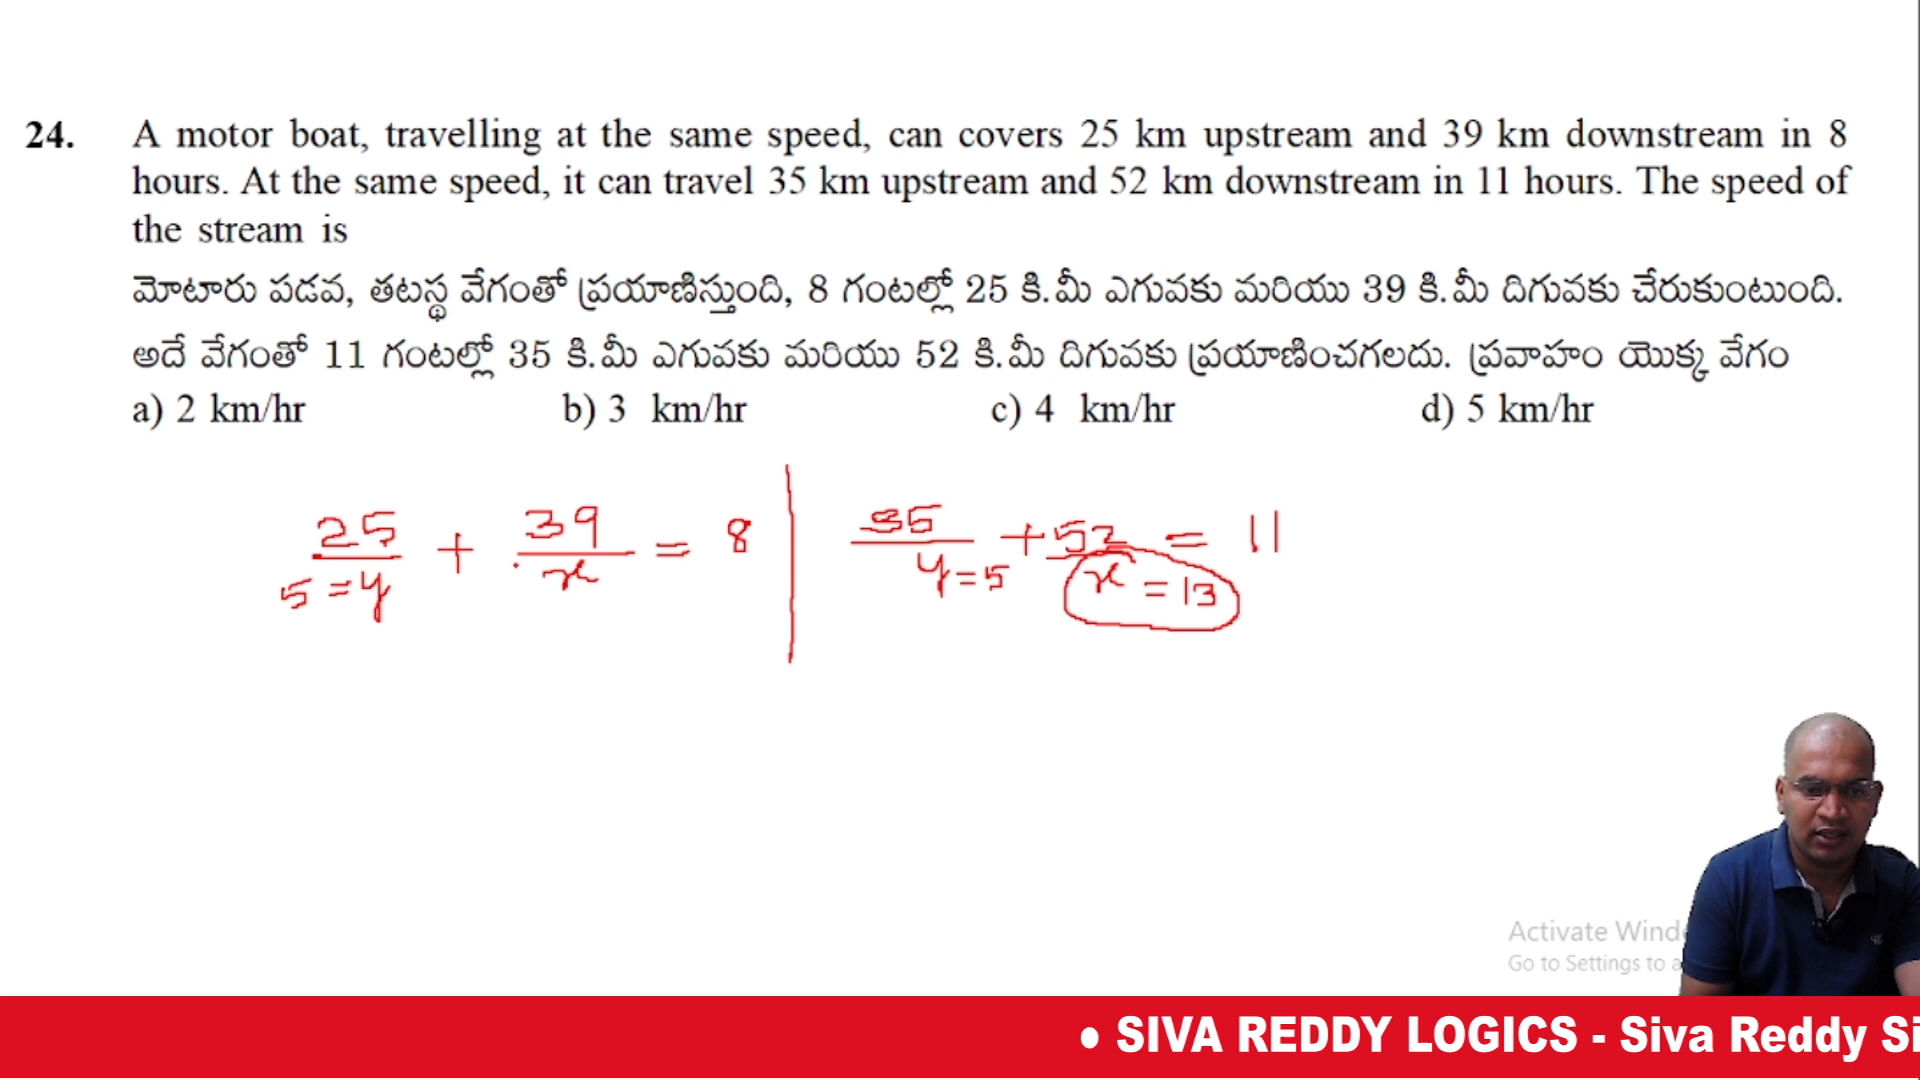 24. A motor boat, travelling at the same speed, can covers 25 km upstream and 39 km downstream in 8
hours. At the same speed, it can travel 35 km upstream and 52 km downstream in 11 hours. The speed of
the stream is
మోటారు పడవ, తటస్థ వేగంతో ప్రయాణిస్తుంది, 8 గంటల్లో 25 కి.మీ ఎగువకు మరియు 39 కి.మీ దిగువకు చేరుకుంటుంది.
అదే వేగంతో 11 గంటల్లో 35 కి.మీ ఎగువకు మరియు 52 కి.మీ దిగువకు ప్రయాణించగలదు. ప్రవాహం యొక్క వేగం
a) 2 km/hr b) 3 km/hr c) 4 km/hr d) 5 km/hr
25 + 39 = 8 35 + 52 = 11
5 = y x y = 5 x = 13
Activate Wind
Go to Settings to a
• SIVA REDDY LOGICS - Siva Reddy Si